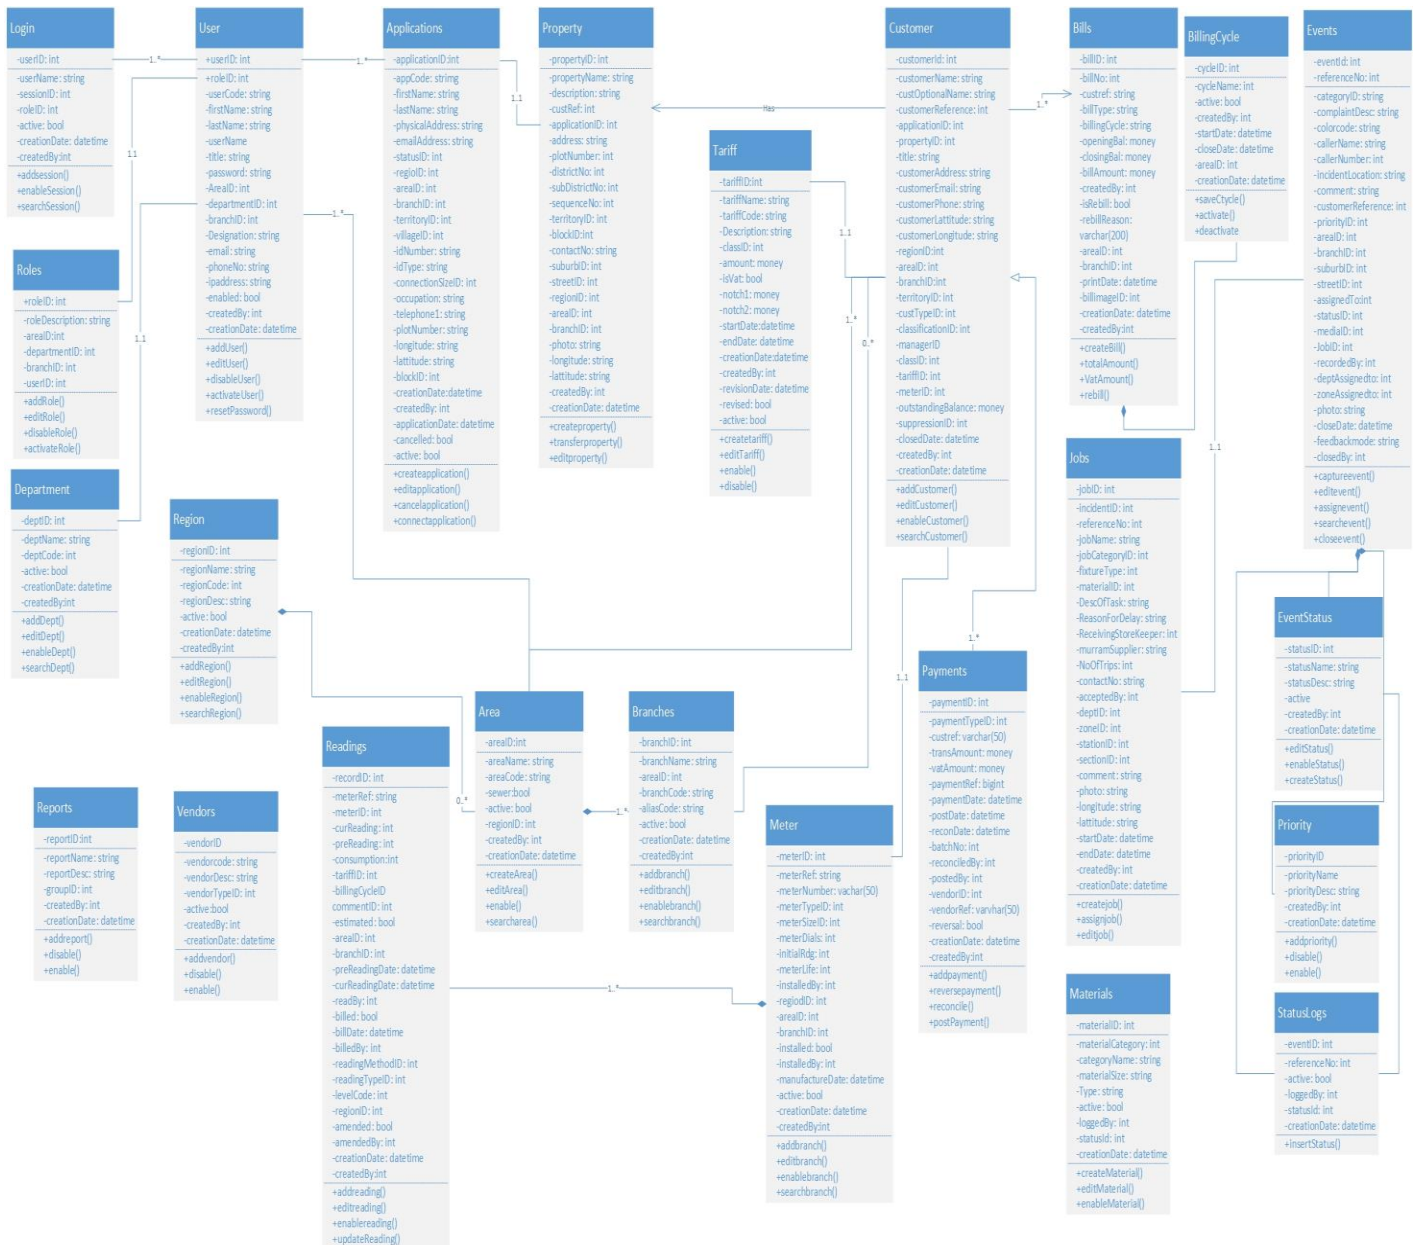 Login
-userID: int
-userName: string
-sessionID: int
-roleID: int
-active: bool
-creationDate: datetime
-createdBy:int
+addsession()
+enableSession()
+searchSession()
1..*
User
+userID: int
+roleID: int
-userCode: string
-firstName: string
-lastName: string
-userName
-title: string
-password: string
-AreaID: int
-departmentID: int
-branchID: int
-Designation: string
-email: string
-phoneNo: string
-ipaddress: string
-enabled: bool
-createdBy: int
-creationDate: datetime
+addUser()
+editUser()
+disableUser()
+activateUser()
+resetPassword()
1..*
1..*
Applications
-applicationID:int
-appCode: strimg
-firstName: string
-lastName: string
-physicalAddress: string
-emailAddress: string
-statusID: int
-regioID: int
-areaID: int
-branchID: int
-territoryID: int
-villageID: int
-idNumber: string
-idType: string
-connectionSizeID: int
-occupation: string
-telephone1: string
-plotNumber: string
-longitude: string
-lattitude: string
-blockID: int
-creationDate:datetime
-createdBy: int
-applicationDate: datetime
-cancelled: bool
-active: bool
+createapplication()
+editapplication()
+cancelapplication()
+connectapplication()
1..1
Property
-propertyID: int
-propertyName: string
-description: string
-custRef: int
-applicationID: int
-address: string
-plotNumber: int
-districtNo: int
-subDistrictNo: int
-sequenceNo: int
-territoryID: int
-blockID:int
-contactNo: string
-suburbID: int
-streetID: int
-regionID: int
-areaID: int
-branchID: int
-photo: string
-longitude: string
-lattitude: string
-createdBy: int
-creationDate: datetime
+createproperty()
+transferproperty()
+editproperty()
Has
Tariff
-tariffID:int
-tariffName: string
-tariffCode: string
-Description: string
-classID: int
-amount: money
-isVat: bool
-notch1: money
-notch2: money
-startDate:datetime
-endDate: datetime
-creationDate:datetime
-createdBy: int
-revisionDate: datetime
-revised: bool
-active: bool
+createtariff()
+editTariff()
+enable()
+disable()
1..1
1..*
0..*
Customer
-customerId: int
-customerName: string
-custOptionalName: string
-customerReference: int
-applicationID: int
-propertyID: int
-title: string
-customerAddress: string
-customerEmail: string
-customerPhone: string
-customerLattitude: string
-customerLongitude: string
-regionID:int
-areaID: int
-branchID:int
-territoryID: int
-custTypeID: int
-classificationID: int
-managerID
-classID: int
-tariffID: int
-meterID: int
-outstandingBalance: money
-suppressionID: int
-closedDate: datetime
-createdBy: int
-creationDate: datetime
+addCustomer()
+editCustomer()
+enableCustomer()
+searchCustomer()
1..*
Bills
-billID: int
-billNo: int
-custref: string
-billType: string
-billingCycle: string
-openingBal: money
-closingBal: money
-billAmount: money
-createdBy: int
-isRebill: bool
-rebillReason:
varchar(200)
-areaID: int
-branchID: int
-printDate: datetime
-billimageID: int
-creationDate: datetime
-createdBy:int
+createBill()
+totalAmount()
+VatAmount()
+rebill()
BillingCycle
-cycleID: int
-cycleName: int
-active: bool
-createdBy: int
-startDate: datetime
-closeDate: datetime
-areaID: int
-creationDate: datetime
+saveCtycle()
+activate()
+deactivate
Events
-eventId: int
-referenceNo: int
-categoryID: string
-complaintDesc: string
-colorcode: string
-callerName: string
-callerNumber: int
-incidentLocation: string
-comment: string
-customerReference: int
-priorityID: int
-areaID: int
-branchID: int
-suburbID: int
-streetID: int
-assignedTo:int
-statusID: int
-mediaID: int
-JobID: int
-recordedBy: int
-deptAssignedto: int
-zoneAssignedto: int
-photo: string
-closeDate: datetime
-feedbackmode: string
-closedBy: int
+captureevent()
+editevent()
+assignevent()
+searchevent()
+closeevent()
1..1
Roles
+roleID: int
-roleDescription: string
-areaID:int
-departmentID: int
-branchID: int
-userID: int
+addRole()
+editRole()
+disableRole()
+activateRole()
1.1
1.1
Department
-deptID: int
-deptName: string
-deptCode: int
-active: bool
-creationDate: datetime
-createdBy:int
+addDept()
+editDept()
+enableDept()
+searchDept()
Region
-regionID: int
-regionName: string
-regionCode: int
-regionDesc: string
-active: bool
-creationDate: datetime
-createdBy:int
+addRegion()
+editRegion()
+enableRegion()
+searchRegion()
0..*
Reports
-reportID:int
-reportName: string
-reportDesc: string
-groupID: int
-createdBy: int
-creationDate: datetime
+addreport()
+disable()
+enable()
Vendors
-vendorID
-vendorcode: string
-vendorDesc: string
-vendorTypeID: int
-active:bool
-createdBy: int
-creationDate: datetime
+addvendor()
+disable()
+enable()
Readings
-recordID: int
-meterRef: string
-meterID: int
-curReading: int
-preReading: int
-consumption:int
-tariffID: int
-billingCycleID
commentID: int
-estimated: bool
-areaID: int
-branchID: int
-preReadingDate: datetime
-curReadingDate: datetime
-readBy: int
-billed: bool
-billDate: datetime
-billedBy: int
-readingMethodID: int
-readingTypeID: int
-levelCode: int
-regionID: int
-amended: bool
-amendedBy: int
-creationDate: datetime
-createdBy:int
+addreading()
+editreading()
+enablereading()
+updateReading()
Area
-areaID:int
-areaName: string
-areaCode: string
-sewer:bool
-active: bool
-regionID: int
-createdBy: int
-creationDate: datetime
+createArea()
+editArea()
+enable()
+searcharea()
1..*
Branches
-branchID: int
-branchName: string
-areaID: int
-branchCode: string
-aliasCode: string
-active: bool
-creationDate: datetime
-createdBy:int
+addbranch()
+editbranch()
+enablebranch()
+searchbranch()
1..*
Meter
-meterID: int
-meterRef: string
-meterNumber: vachar(50)
-meterTypeID: int
-meterSizeID: int
-meterDials: int
-initialRdg: int
-meterLife: int
-installedBy: int
-regiodID: int
-areaID: int
-branchID: int
-installed: bool
-installedBy: int
-manufactureDate: datetime
-active: bool
-creationDate: datetime
-createdBy:int
+addbranch()
+editbranch()
+enablebranch()
+searchbranch()
1..1
1..*
Payments
-paymentID: int
-paymentTypeID: int
-custref: varchar(50)
-transAmount: money
-vatAmount: money
-paymentRef: bigint
-paymentDate: datetime
-postDate: datetime
-reconDate: datetime
-batchNo: int
-reconciledBy: int
-postedBy: int
-vendorID: int
-vendorRef: varvhar(50)
-reversal: bool
-creationDate: datetime
-createdBy:int
+addpayment()
+reversepayment()
+reconcile()
+postPayment()
Jobs
-jobID: int
-incidentID: int
-referenceNo: int
-jobName: string
-jobCategoryID: int
-fixtureType: int
-materialID: int
-DescOfTask: string
-ReasonForDelay: string
-ReceivingStoreKeeper: int
-murramSupplier: string
-NoOfTrips: int
-contactNo: string
-acceptedBy: int
-deptID: int
-zoneID: int
-stationID: int
-sectionID: int
-comment: string
-photo: string
-longitude: string
-lattitude: string
-startDate: datetime
-endDate: datetime
-createdBy: int
-creationDate: datetime
+createjob()
+assignjob()
+editjob()
Materials
-materialID: int
-materialCategory: int
-categoryName: string
-materialSize: string
-Type: string
-active: bool
-loggedBy: int
-statusId: int
-creationDate: datetime
+createMaterial()
+editMaterial()
+enableMaterial()
EventStatus
-statusID: int
-statusName: string
-statusDesc: string
-active
-createdBy: int
-creationDate: datetime
+editStatus()
+enableStatus()
+createStatus()
Priority
-priorityID
-priorityName
-priorityDesc: string
-createdBy: int
-creationDate: datetime
+addpriority()
+disable()
+enable()
StatusLogs
-eventID: int
-referenceNo: int
-active: bool
-loggedBy: int
-statusId: int
-creationDate: datetime
+insertStatus()